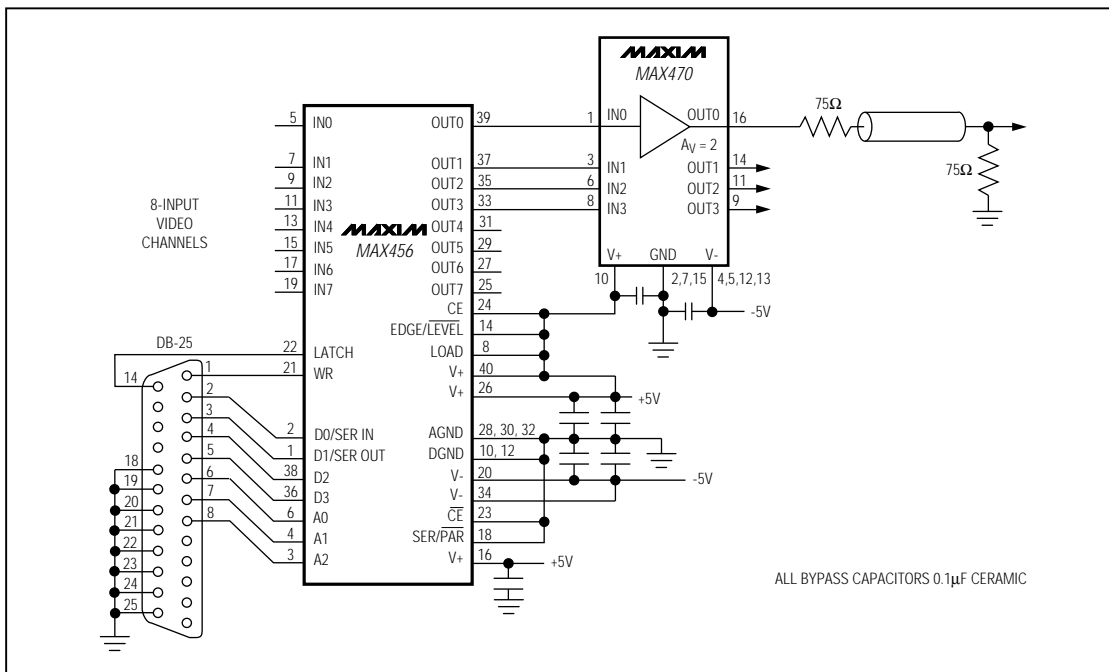 MAXIM
MAX470
5 IN0 OUT0 39
1 IN0 OUT0 16
75Ω
AV = 2
7 IN1 OUT1 37
3 IN1 OUT1 14
9 IN2 OUT2 35
6 IN2 OUT2 11
11 IN3 OUT3 33
8 IN3 OUT3 9
75Ω
8-INPUT
VIDEO
CHANNELS
13 IN4 OUT4 31
MAXIM
MAX456
15 IN5 OUT5 29
17 IN6 OUT6 27
19 IN7 OUT7 25
V+ GND V-
10 2,7,15 4,5,12,13
-5V
CE 24
EDGE/LEVEL 14
DB-25
22 LATCH LOAD 8
21 WR V+ 40
V+ 26
+5V
2 D0/SER IN AGND 28, 30, 32
1 D1/SER OUT DGND 10, 12
38 D2 V- 20
-5V
36 D3 V- 34
6 A0 CE 23
4 A1 SER/PAR 18
3 A2 V+ 16
+5V
14 1
2
3
4
18 5
19 6
20 7
21 8
22
23
24
25
ALL BYPASS CAPACITORS 0.1µF CERAMIC